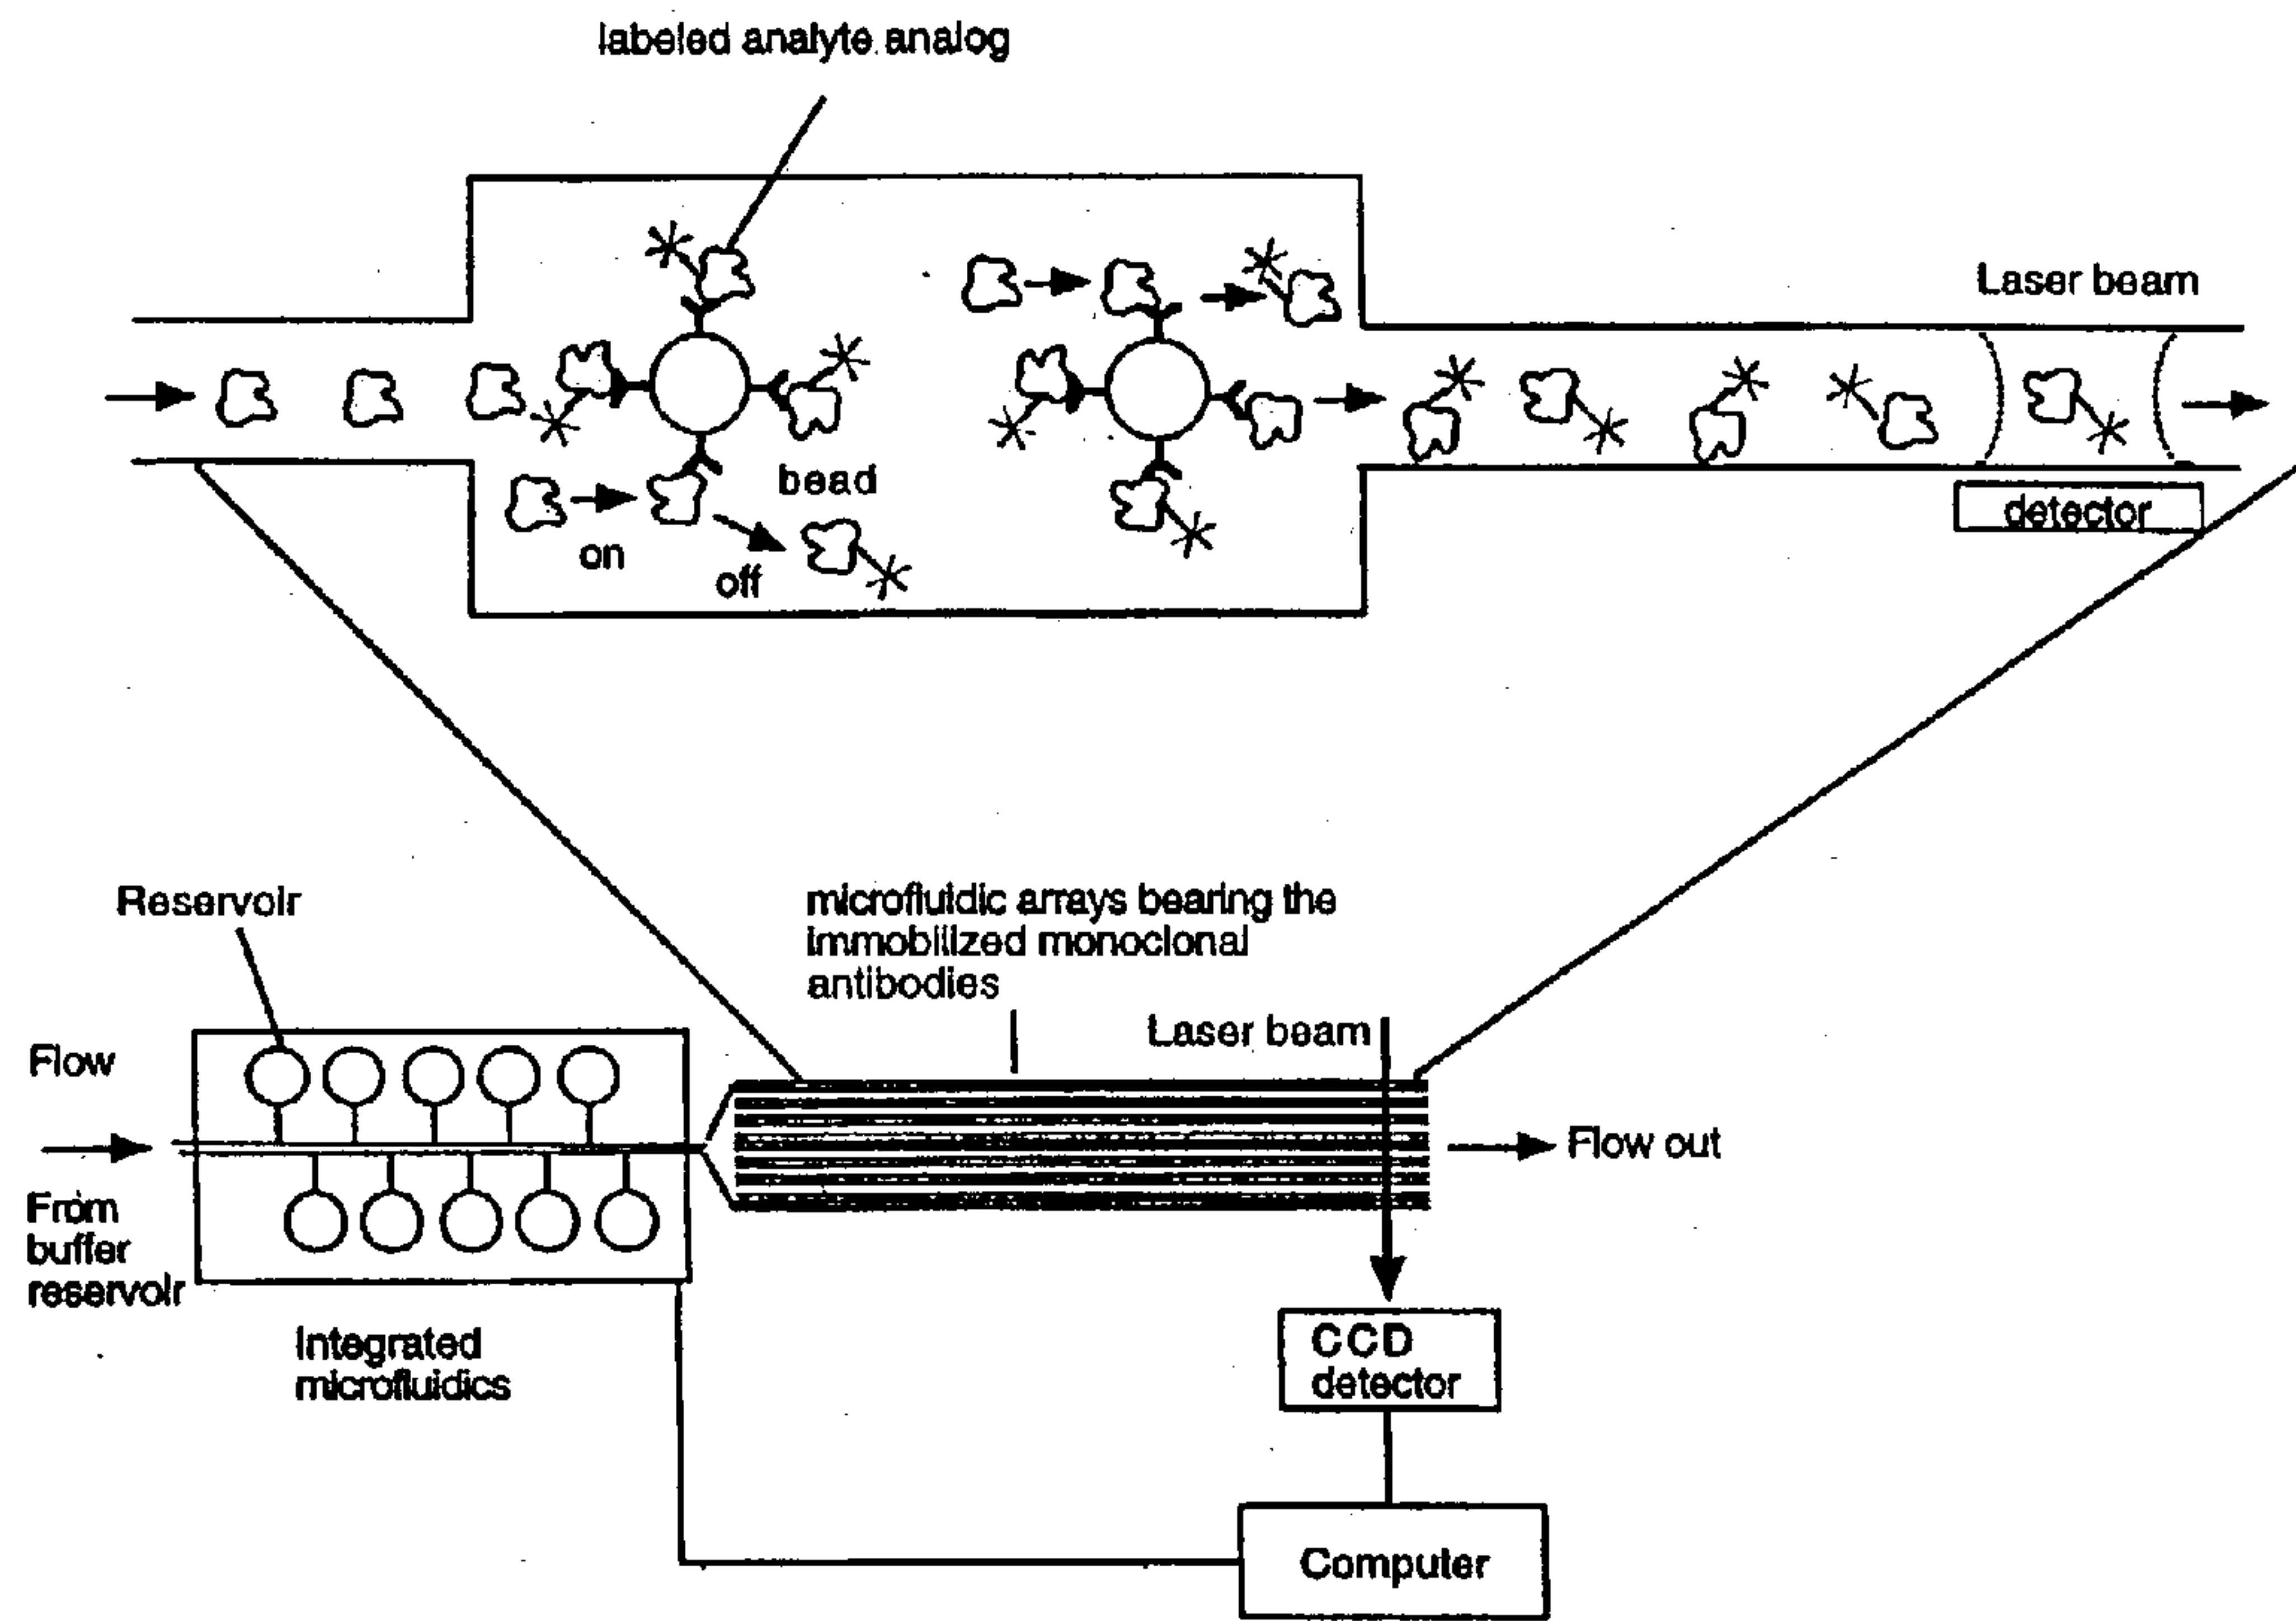 labeled analyte analog
Laser beam
bead
on
off
detector
Reservoir
microfluidic arrays bearing the
immobilized monoclonal
antibodies
Laser beam
Flow
Flow out
From
buffer
reservoir
Integrated
microfluidics
CCD
detector
Computer